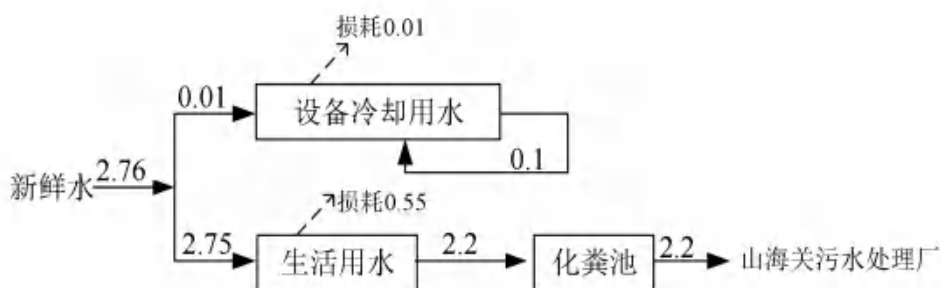 损耗0.01
0.01
设备冷却用水
0.1
新鲜水
2.76
损耗0.55
2.75
生活用水
2.2
化粪池
2.2
山海关污水处理厂